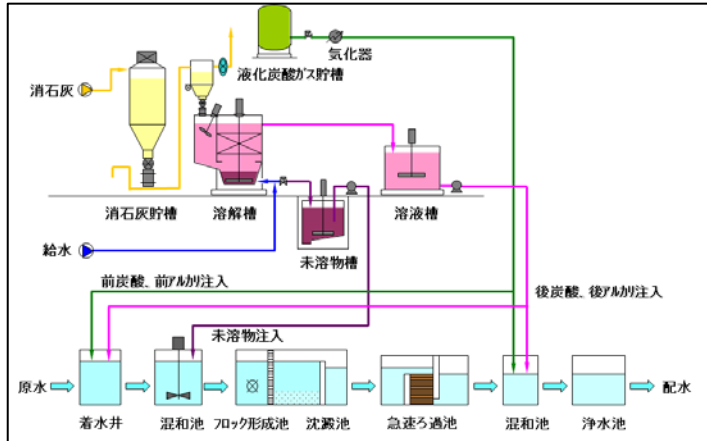 気化器
液化炭酸ガス貯槽
消石灰
消石灰貯槽
溶解槽
溶液槽
未溶物槽
給水
前炭酸、前アルカリ注入
後炭酸、後アルカリ注入
未溶物注入
原水
配水
着水井
混和池
フロック形成池
沈澱池
急速ろ過池
混和池
浄水池